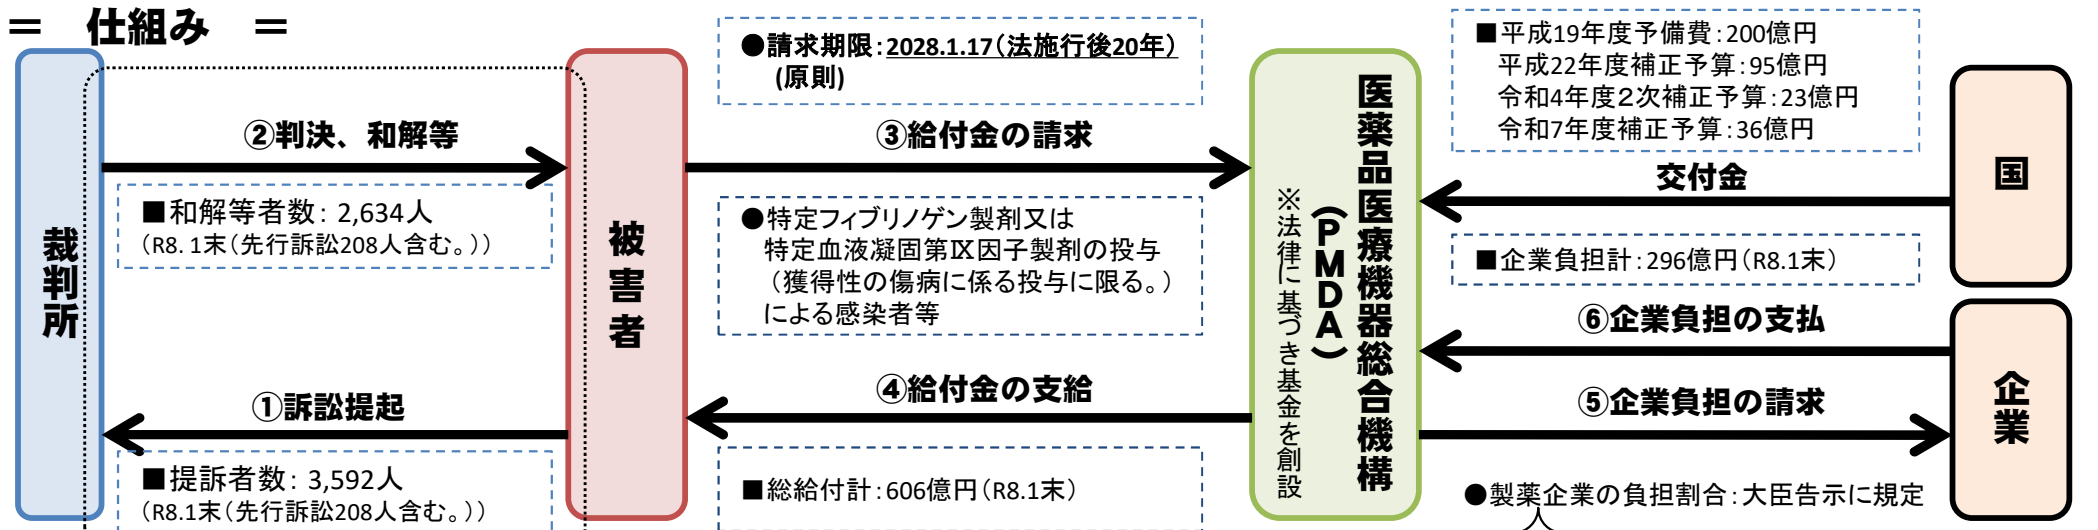 ＝ 仕組み ＝
裁判所
②判決、和解等
■和解等者数：2,634人
（R8.1末（先行訴訟208人含む。））
①訴訟提起
■提訴者数：3,592人
（R8.1末（先行訴訟208人含む。））
被害者
●請求期限：2028.1.17（法施行後20年）
（原則）
③給付金の請求
●特定フィブリノゲン製剤又は
特定血液凝固第Ⅸ因子製剤の投与
（獲得性の傷病に係る投与に限る。）
による感染者等
④給付金の支給
■総給付計：606億円（R8.1末）
医薬品医療機器総合機構
（PMDA）
※法律に基づき基金を創設
■平成19年度予備費：200億円
平成22年度補正予算：95億円
令和4年度2次補正予算：23億円
令和7年度補正予算：36億円
交付金
国
■企業負担計：296億円（R8.1末）
⑥企業負担の支払
⑤企業負担の請求
企業
●製薬企業の負担割合：大臣告示に規定